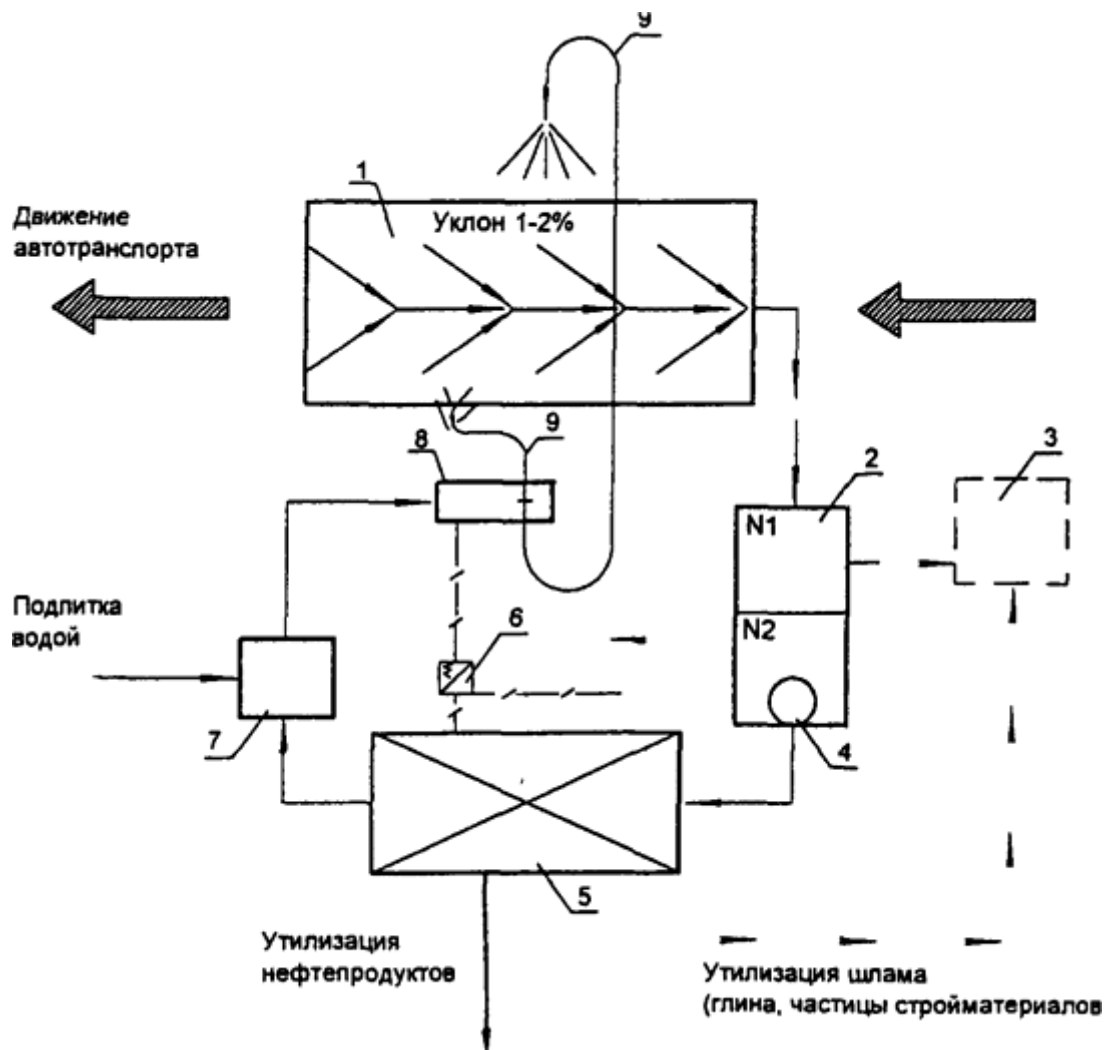 9
1
Уклон 1-2%
Движение
автотранспорта
8
9
2
3
N1
N2
Подпитка
водой
6
7
4
5
Утилизация
нефтепродуктов
Утилизация шлама
(глина, частицы стройматериалов